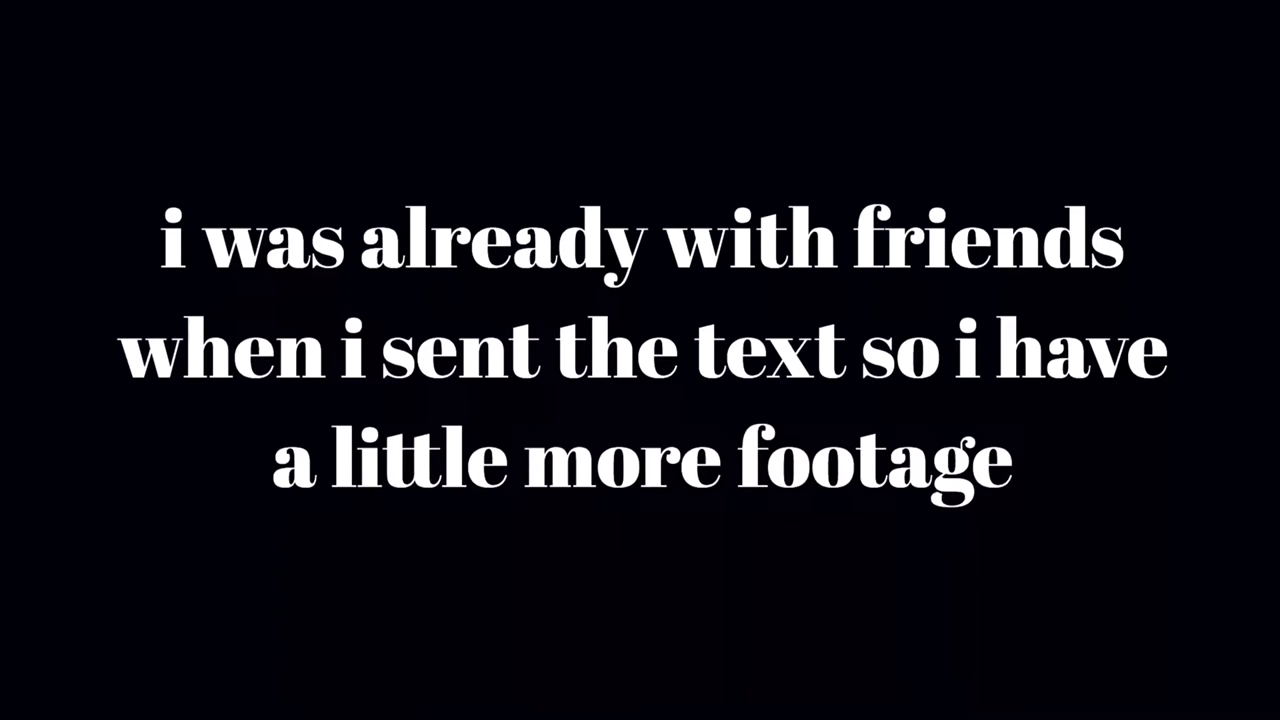 i was already with friends
when i sent the text so i have
a little more footage